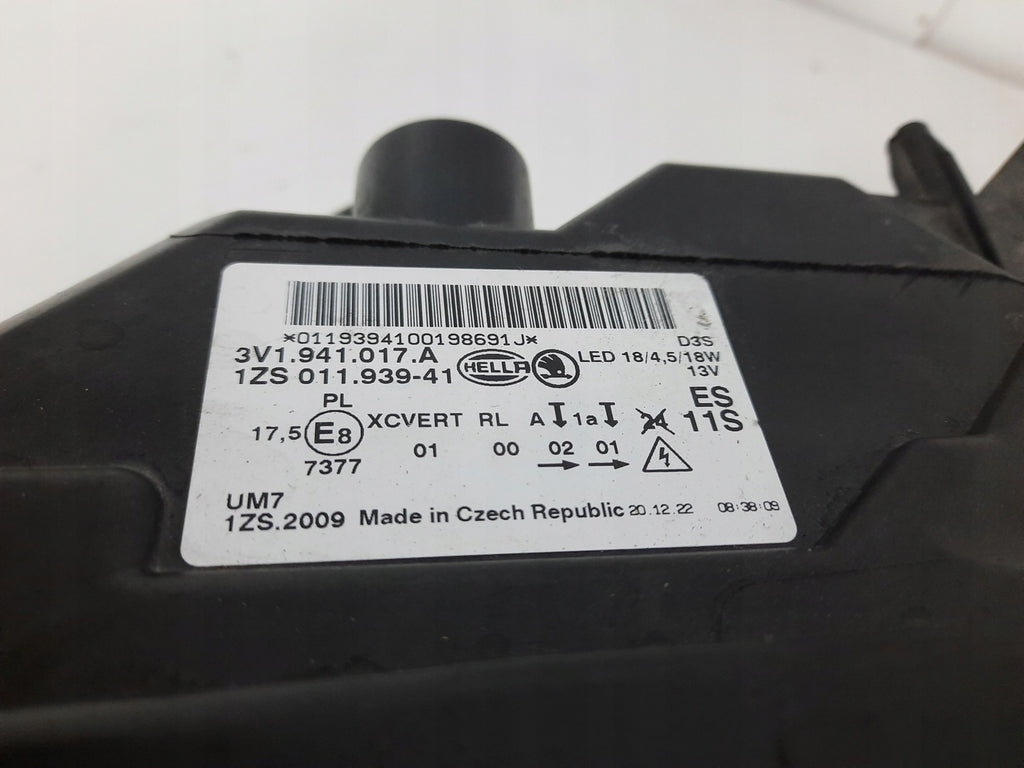 *0119394100198691J*
D3S
3V1.941.017.A HELLA LED 18/4,5/18W
1ZS 011.939-41 13V
PL ES
17,5 E8 XCVERT RL A 1a 24 11S
7377 01 00 02 01
UM7
1ZS.2009 Made in Czech Republic 20.12.22 08:38:09